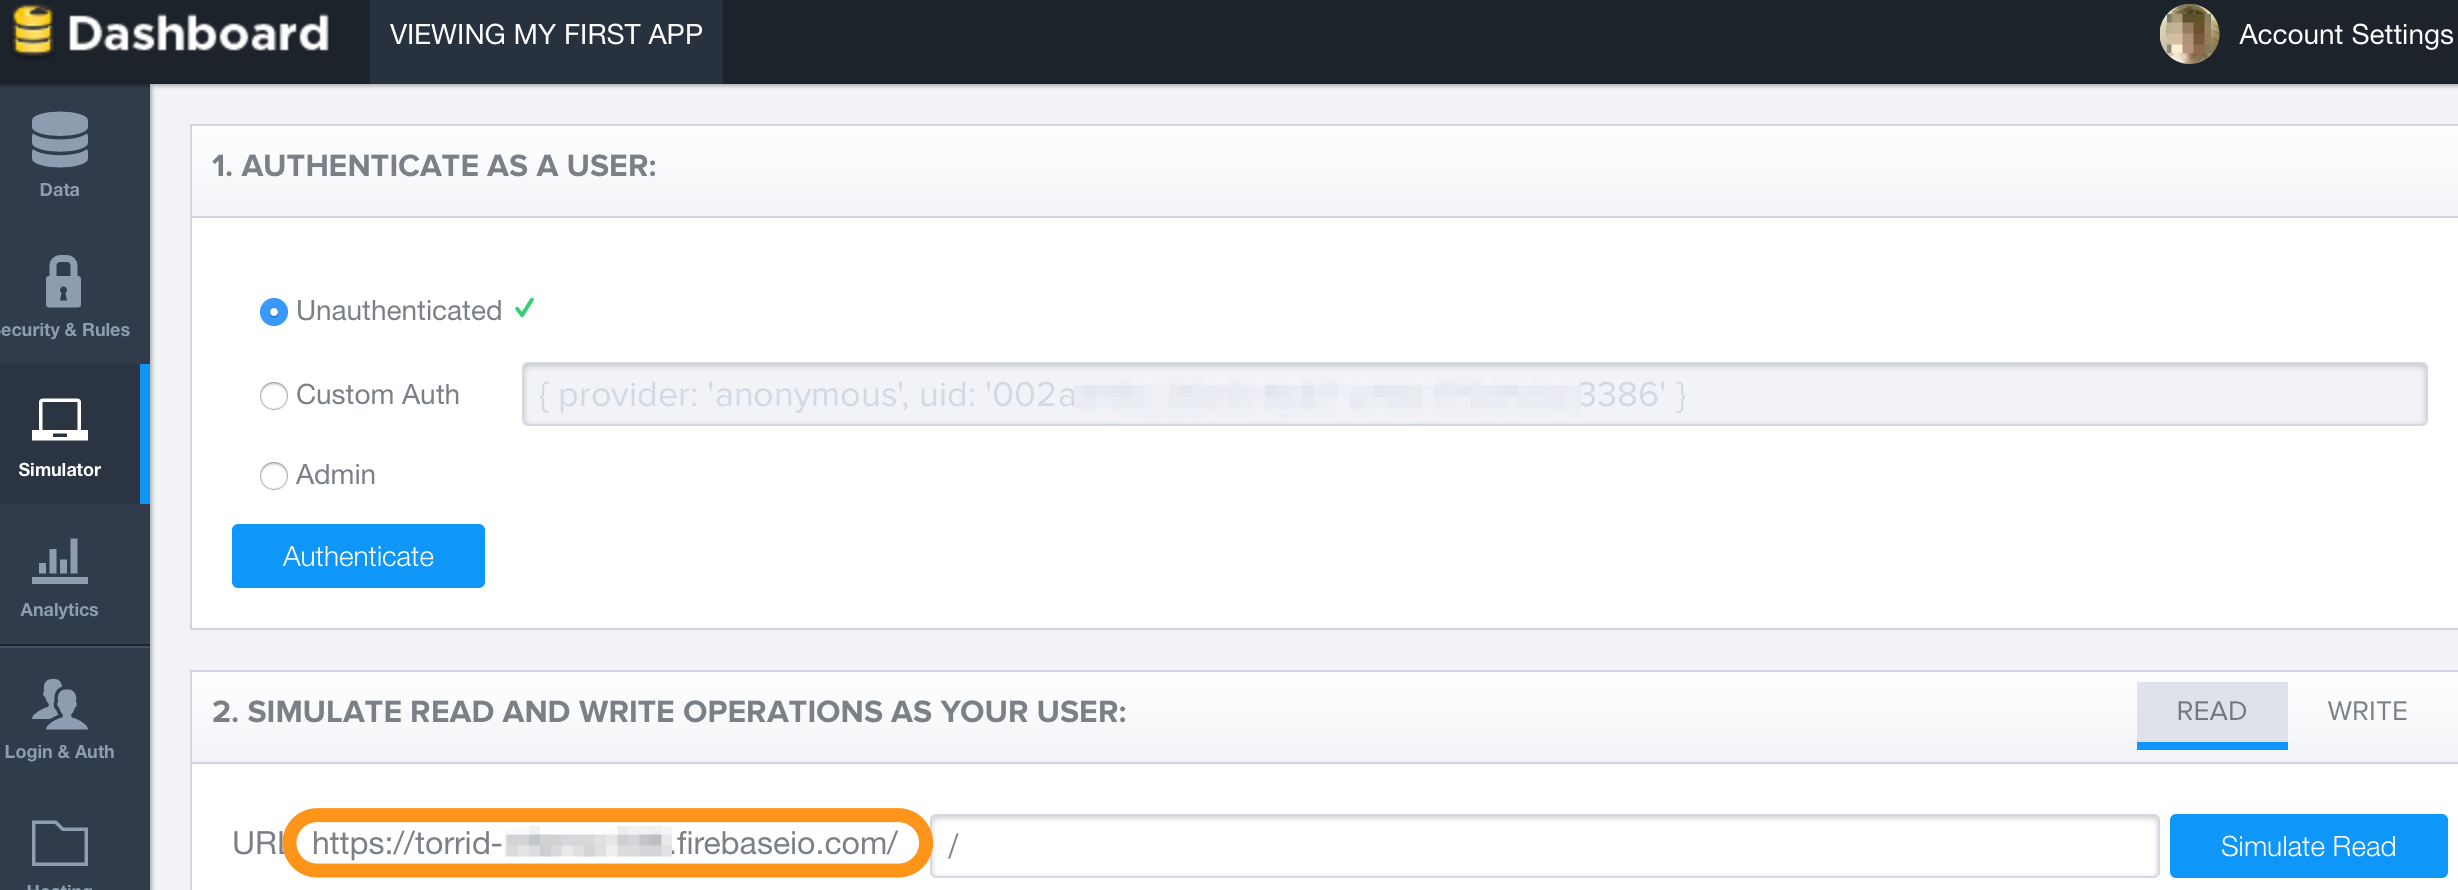 Dashboard
VIEWING MY FIRST APP
Account Settings
Data
ecurity & Rules
Simulator
Analytics
Login & Auth
Hosting
1. AUTHENTICATE AS A USER:
Unauthenticated
Custom Auth
{ provider: 'anonymous', uid: '002a 3386' }
Admin
Authenticate
2. SIMULATE READ AND WRITE OPERATIONS AS YOUR USER:
READ
WRITE
URL https://torrid- .firebaseio.com/
/
Simulate Read